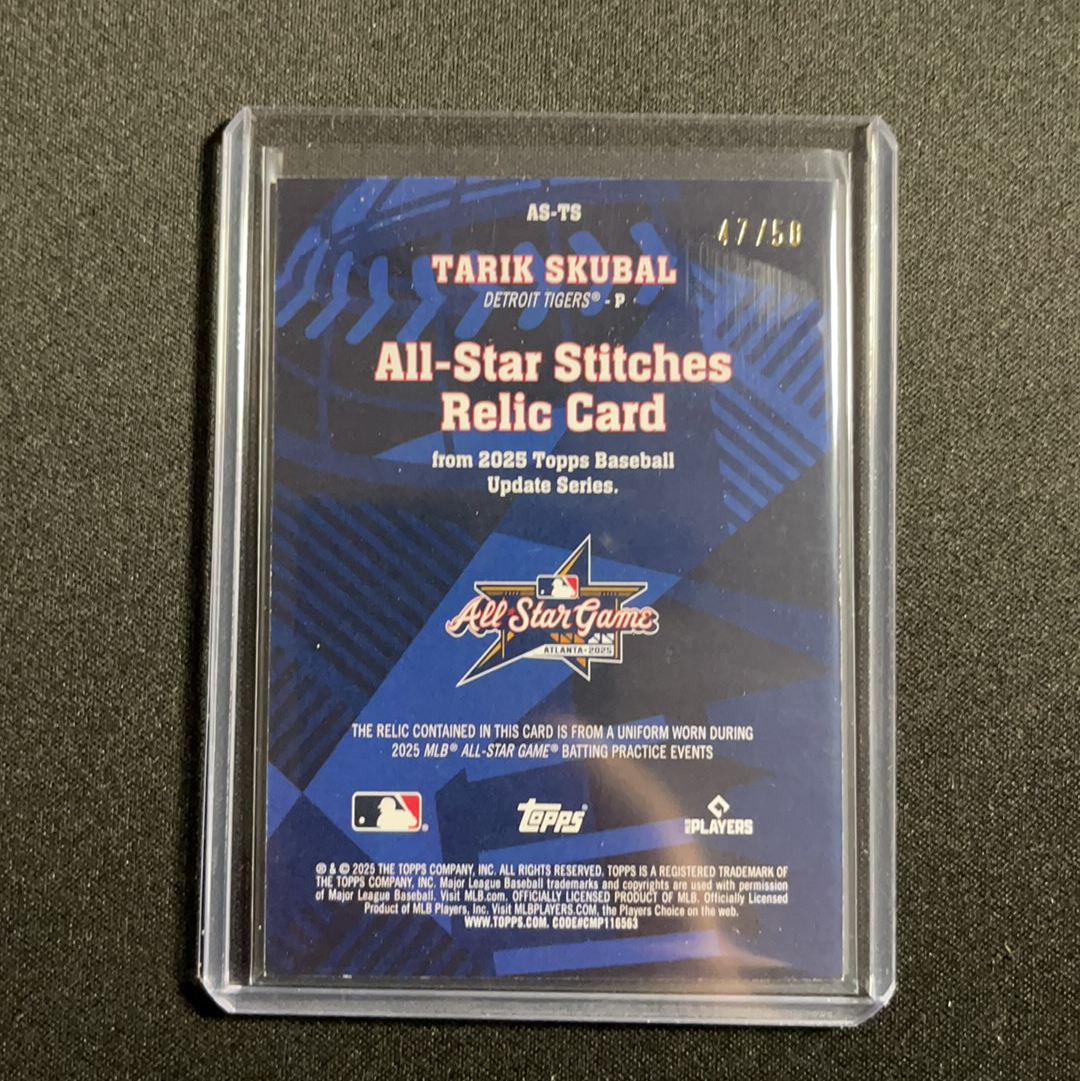 AS-TS
47/50
TARIK SKUBAL
DETROIT TIGERS® - P
All-Star Stitches
Relic Card
from 2025 Topps Baseball
Update Series.
All-Star Game
ATLANTA-2025
THE RELIC CONTAINED IN THIS CARD IS FROM A UNIFORM WORN DURING
2025 MLB® ALL-STAR GAME® BATTING PRACTICE EVENTS
®
Topps®
MLB PLAYERS
℗ & © 2025 THE TOPPS COMPANY, INC. ALL RIGHTS RESERVED. TOPPS IS A REGISTERED TRADEMARK OF
THE TOPPS COMPANY, INC. Major League Baseball trademarks and copyrights are used with permission
of Major League Baseball. Visit MLB.com. OFFICIALLY LICENSED PRODUCT OF MLB. Officially Licensed
Product of MLB Players, Inc. Visit MLBPLAYERS.COM, the Players Choice on the web.
WWW.TOPPS.COM. CODE#CMP116563